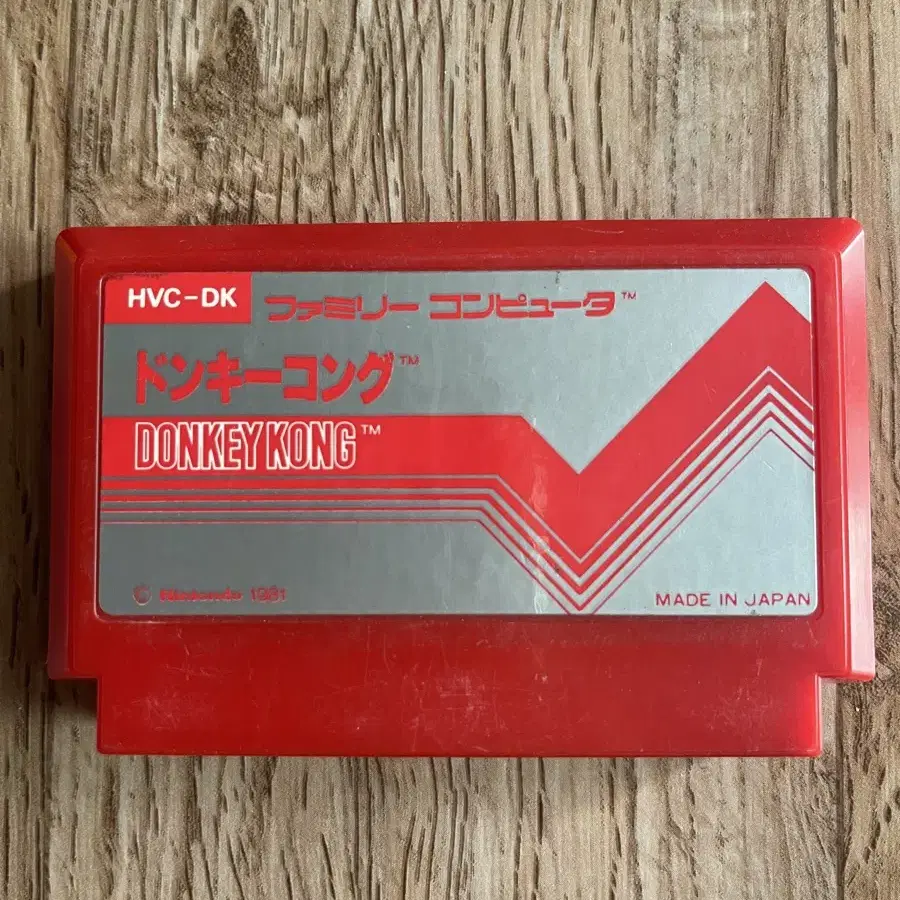 HVC-DK
ファミリー コンピュータ™
ドンキーコング™
DONKEY KONG™
© Nintendo 1981
MADE IN JAPAN